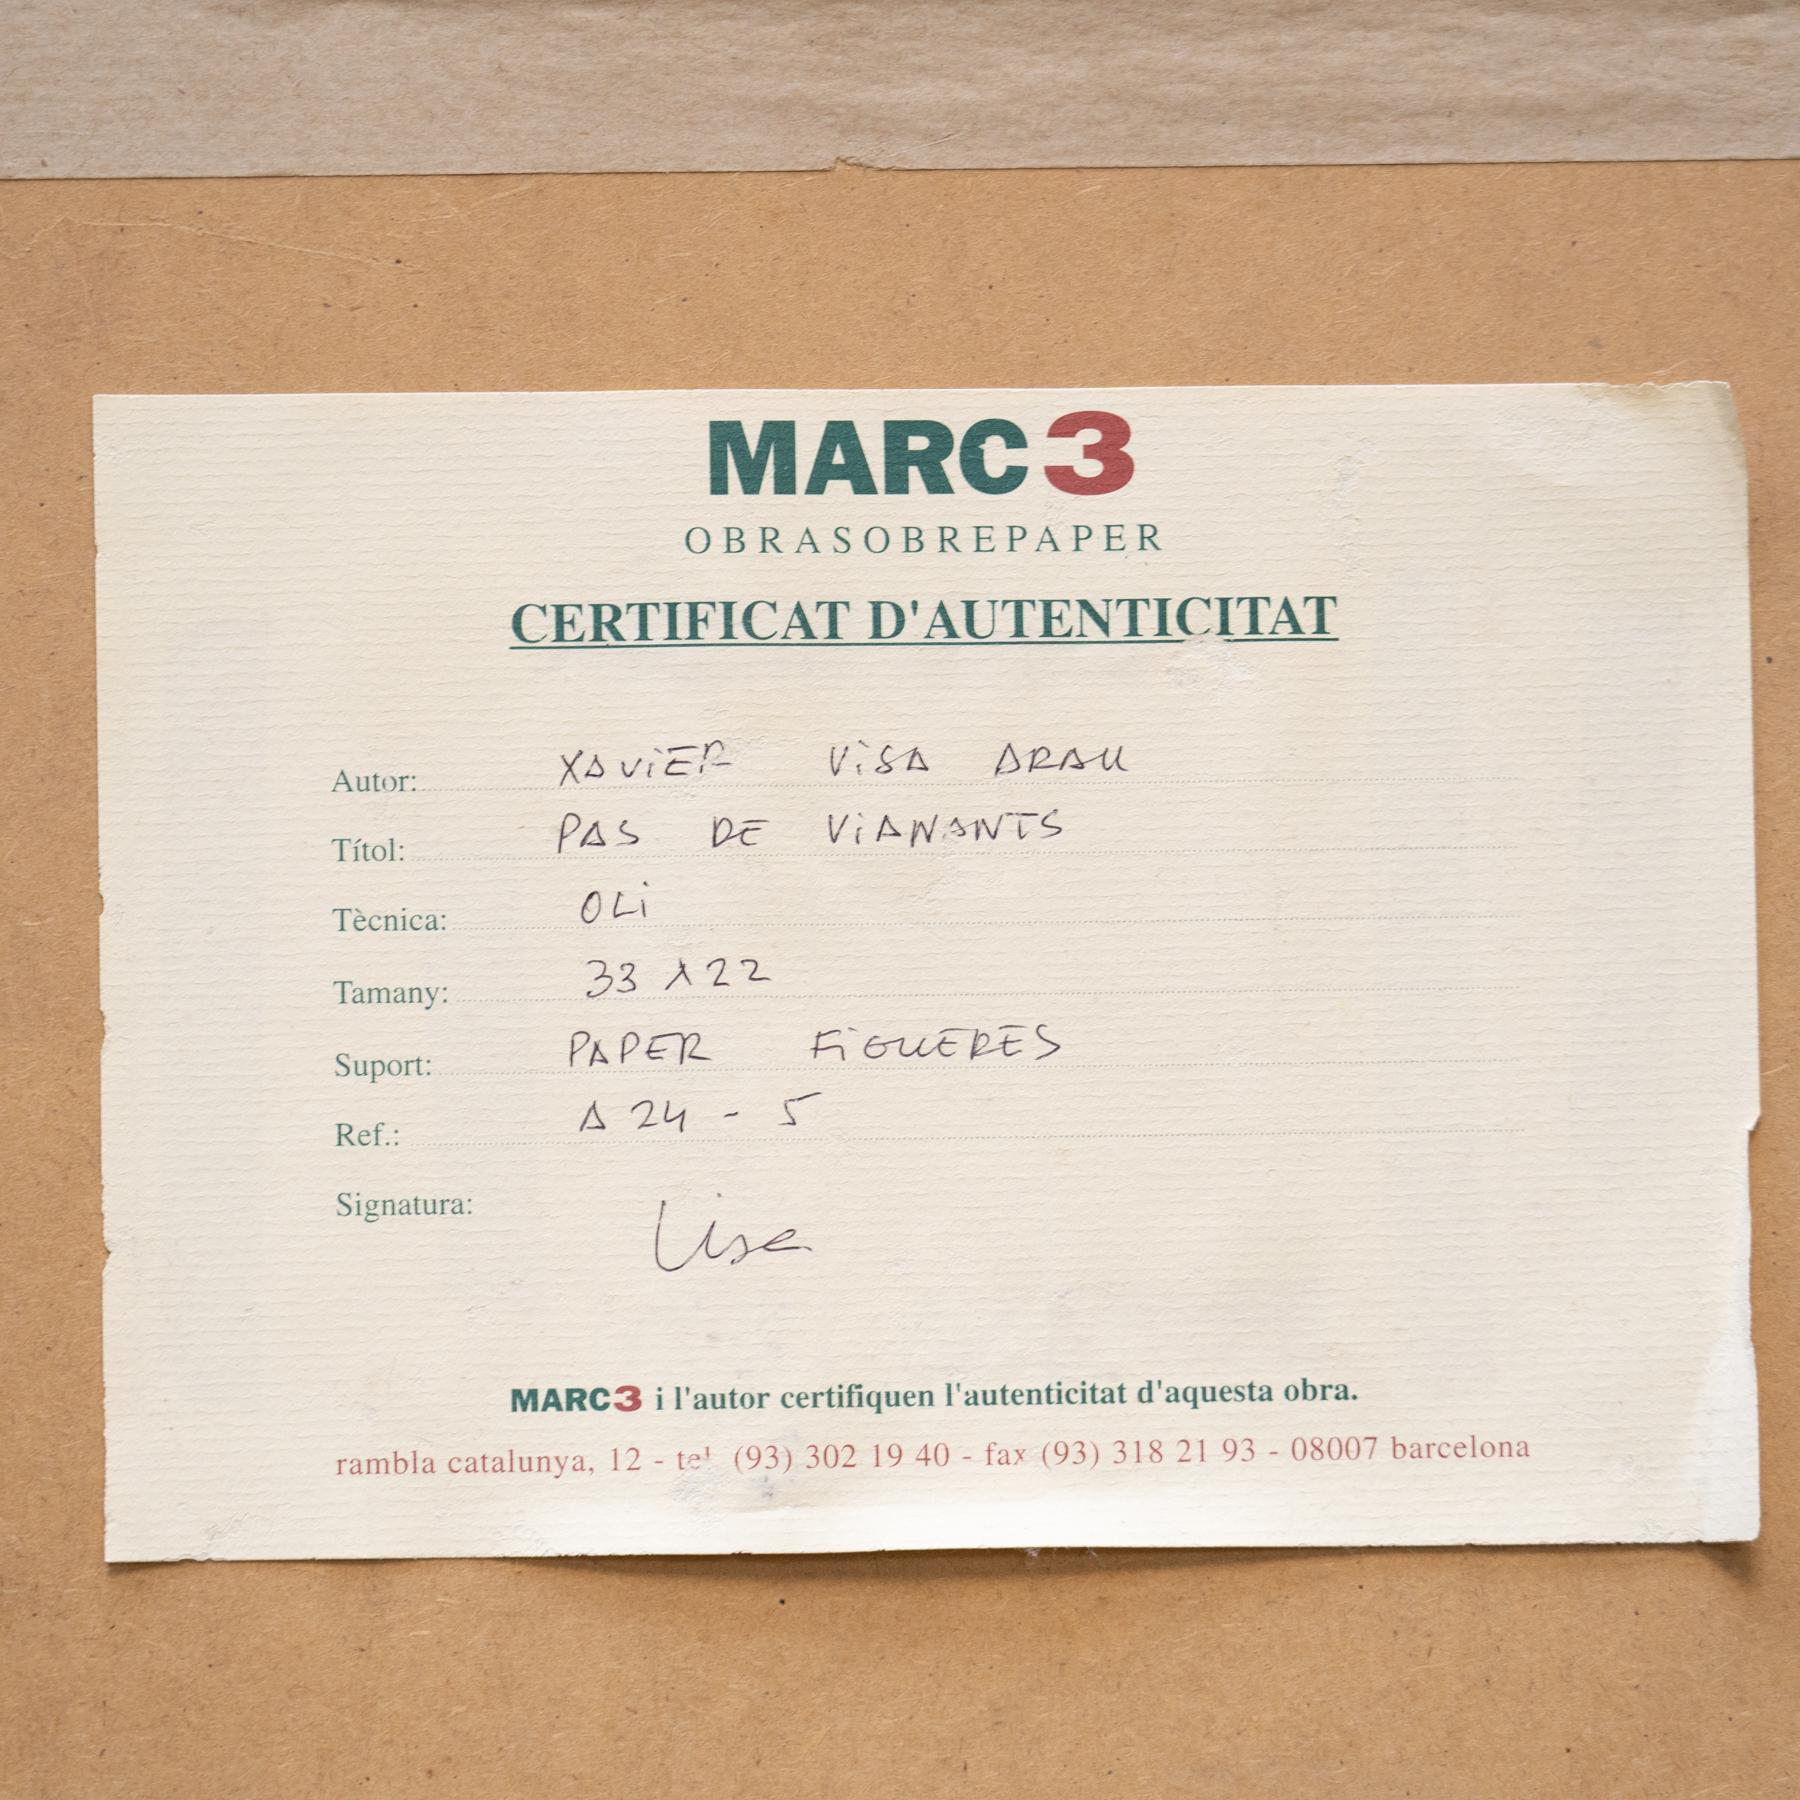 MARC3
OBRASOBREPAPER
CERTIFICAT D'AUTENTICITAT
Autor: XAViER ViSA ARAU
Títol: PAS DE ViANANTS
Tècnica: OLi
Tamany: 33 x 22
Suport: PAPER FiGUERES
Ref.: A 24 - 5
Signatura: Visa
MARC3 i l'autor certifiquen l'autenticitat d'aquesta obra.
rambla catalunya, 12 - tel (93) 302 19 40 - fax (93) 318 21 93 - 08007 barcelona